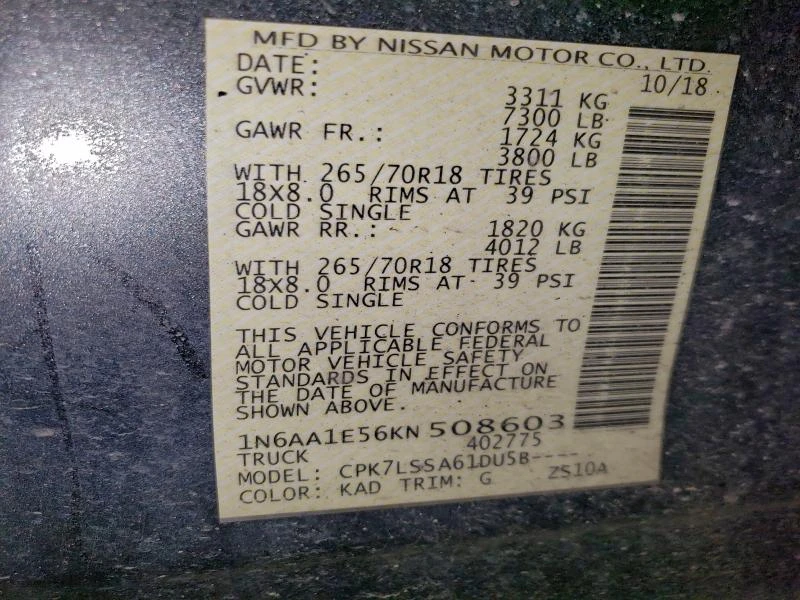 MFD BY NISSAN MOTOR CO., LTD.
DATE: 10/18
GVWR: 3311 KG
7300 LB
GAWR FR.: 1724 KG
3800 LB
WITH 265/70R18 TIRES
18X8.0 RIMS AT 39 PSI
COLD SINGLE
GAWR RR.: 1820 KG
4012 LB
WITH 265/70R18 TIRES
18X8.0 RIMS AT 39 PSI
COLD SINGLE
THIS VEHICLE CONFORMS TO
ALL APPLICABLE FEDERAL
MOTOR VEHICLE SAFETY
STANDARDS IN EFFECT ON
THE DATE OF MANUFACTURE
SHOWN ABOVE.
1N6AA1E56KN508603
TRUCK 402775
MODEL: CPK7LSSA61DU5B----
COLOR: KAD TRIM: G ZS10A